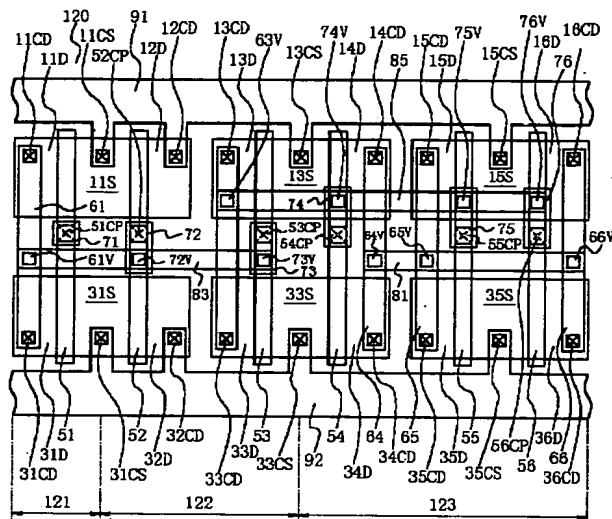 120 91
11CS 12CD 13CD 74V 76V 16CD
11CD 52CP 63V 13CS 14CD 15CD 75V 15CS 16D
11D 12D 13D 14D 85 15D 76
11S 13S 15S
61 74
51CP 72 53CP 75
71 54CP 55CP
61V 72V 73V 64V 65V 66V
83 73 81
31S 33S 35S
51 52 32CD 53 54 64 65 55 56 36D 66
31D 32D 33D 92 34CD 35D 56CP
31CD 31CS 33CD 33CS 34D 35CD 35CS 36CD
121 122 123